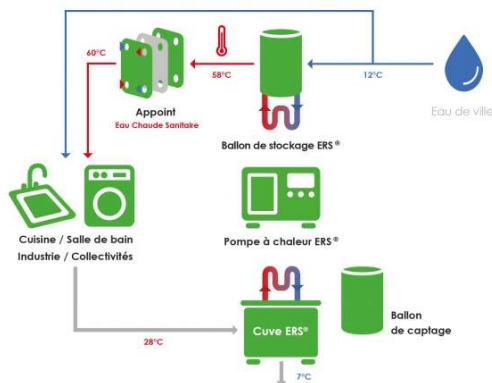 60°C
58°C
12°C
Eau de ville
Appoint
Eau Chaude Sanitaire
Ballon de stockage ERS®
Cuisine / Salle de bain
Industrie / Collectivités
Pompe à chaleur ERS®
Cuve ERS®
Ballon
de captage
28°C
7°C